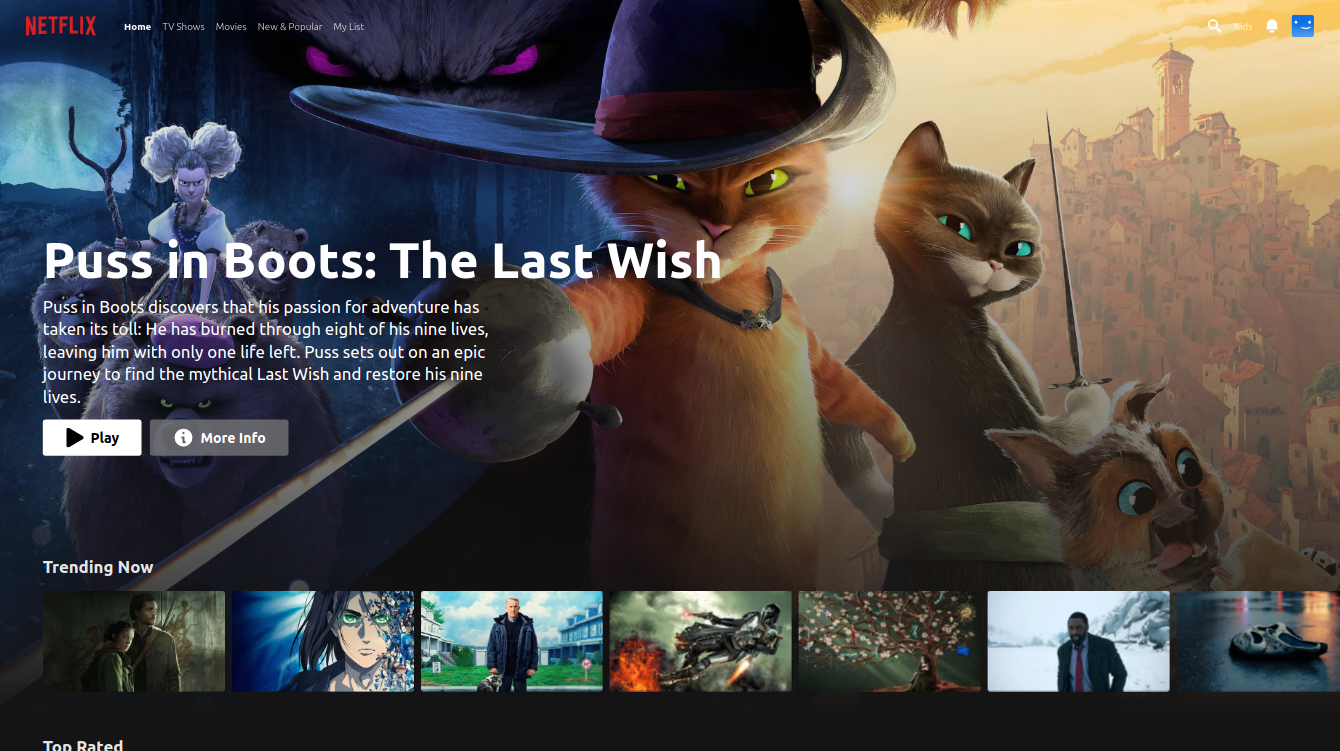 NETFLIX Home TV Shows Movies New & Popular My List Kids
Puss in Boots: The Last Wish
Puss in Boots discovers that his passion for adventure has
taken its toll: He has burned through eight of his nine lives,
leaving him with only one life left. Puss sets out on an epic
journey to find the mythical Last Wish and restore his nine
lives.
Play More Info
Trending Now
Top Rated